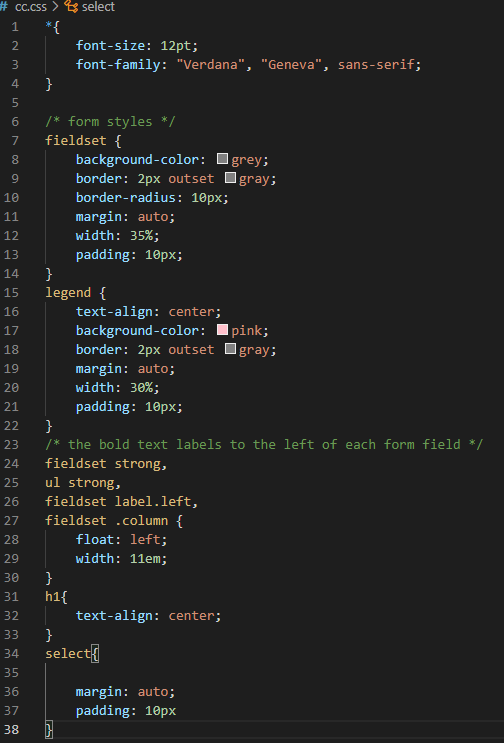 # cc.css > select
1 *{
2 font-size: 12pt;
3 font-family: "Verdana", "Geneva", sans-serif;
4 }
5
6 /* form styles */
7 fieldset {
8 background-color: grey;
9 border: 2px outset gray;
10 border-radius: 10px;
11 margin: auto;
12 width: 35%;
13 padding: 10px;
14 }
15 legend {
16 text-align: center;
17 background-color: pink;
18 border: 2px outset gray;
19 margin: auto;
20 width: 30%;
21 padding: 10px;
22 }
23 /* the bold text labels to the left of each form field */
24 fieldset strong,
25 ul strong,
26 fieldset label.left,
27 fieldset .column {
28 float: left;
29 width: 11em;
30 }
31 h1{
32 text-align: center;
33 }
34 select{
35
36 margin: auto;
37 padding: 10px
38 }